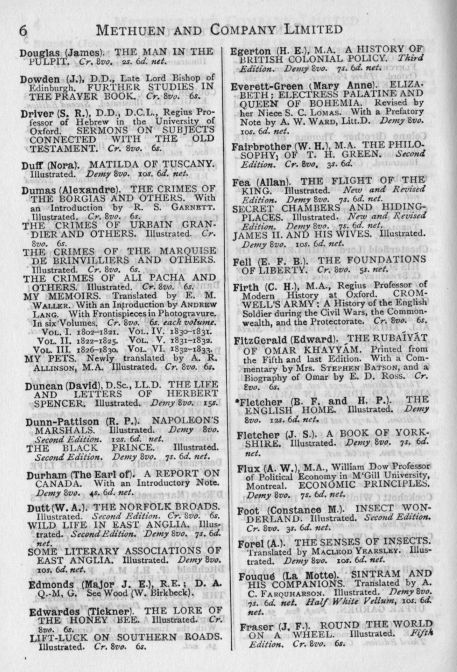 6 METHUEN AND COMPANY LIMITED
Douglas (James). THE MAN IN THE
PULPIT. Cr. 8vo. 2s. 6d. net.
Dowden (J.), D.D., Late Lord Bishop of
Edinburgh. FURTHER STUDIES IN
THE PRAYER BOOK. Cr. 8vo. 6s.
Driver (S. R.), D.D., D.C.L., Regius Pro-
fessor of Hebrew in the University of
Oxford. SERMONS ON SUBJECTS
CONNECTED WITH THE OLD
TESTAMENT. Cr. 8vo. 6s.
Duff (Nora). MATILDA OF TUSCANY.
Illustrated. Demy 8vo. 10s. 6d. net.
Dumas (Alexandre). THE CRIMES OF
THE BORGIAS AND OTHERS. With
an Introduction by R. S. GARNETT.
Illustrated. Cr. 8vo. 6s.
THE CRIMES OF URBAIN GRAN-
DIER AND OTHERS. Illustrated. Cr.
8vo. 6s.
THE CRIMES OF THE MARQUISE
DE BRINVILLIERS AND OTHERS.
Illustrated. Cr. 8vo. 6s.
THE CRIMES OF ALI PACHA AND
OTHERS. Illustrated. Cr. 8vo. 6s.
MY MEMOIRS. Translated by E. M.
WALLER. With an Introduction by ANDREW
LANG. With Frontispieces in Photogravure.
In six Volumes. Cr. 8vo. 6s. each volume.
VOL. I. 1802-1821. VOL. IV. 1830-1831.
VOL. II. 1822-1825. VOL. V. 1831-1832.
VOL. III. 1826-1830. VOL. VI. 1832-1833.
MY PETS. Newly translated by A. R.
ALLINSON, M.A. Illustrated. Cr. 8vo. 6s.
Duncan (David), D.Sc., LL.D. THE LIFE
AND LETTERS OF HERBERT
SPENCER. Illustrated. Demy 8vo. 15s.
Dunn-Pattison (R. P.). NAPOLEON'S
MARSHALS. Illustrated. Demy 8vo.
Second Edition. 12s. 6d. net.
THE BLACK PRINCE. Illustrated.
Second Edition. Demy 8vo. 7s. 6d. net.
Durham (The Earl of). A REPORT ON
CANADA. With an Introductory Note.
Demy 8vo. 4s. 6d. net.
Dutt (W. A.). THE NORFOLK BROADS.
Illustrated. Second Edition. Cr. 8vo. 6s.
WILD LIFE IN EAST ANGLIA. Illus-
trated. Second Edition. Demy 8vo. 7s. 6d.
net.
SOME LITERARY ASSOCIATIONS OF
EAST ANGLIA. Illustrated. Demy 8vo.
10s. 6d. net.
Edmonds (Major J. E.), R.E.; D. A.
Q.-M. G. See Wood (W. Birkbeck).
Edwardes (Tickner). THE LORE OF
THE HONEY BEE. Illustrated. Cr.
8vo. 6s.
LIFT-LUCK ON SOUTHERN ROADS.
Illustrated. Cr. 8vo. 6s.
Egerton (H. E.), M.A. A HISTORY OF
BRITISH COLONIAL POLICY. Third
Edition. Demy 8vo. 7s. 6d. net.
Everett-Green (Mary Anne). ELIZA-
BETH; ELECTRESS PALATINE AND
QUEEN OF BOHEMIA. Revised by
her Niece S. C. LOMAS. With a Prefatory
Note by A. W. WARD, Litt.D. Demy 8vo.
10s. 6d. net.
Fairbrother (W. H.), M.A. THE PHILO-
SOPHY OF T. H. GREEN. Second
Edition. Cr. 8vo. 3s. 6d.
Fea (Allan). THE FLIGHT OF THE
KING. Illustrated. New and Revised
Edition. Demy 8vo. 7s. 6d. net.
SECRET CHAMBERS AND HIDING-
PLACES. Illustrated. New and Revised
Edition. Demy 8vo. 7s. 6d. net.
JAMES II. AND HIS WIVES. Illustrated.
Demy 8vo. 10s. 6d. net.
Fell (E. F. B.). THE FOUNDATIONS
OF LIBERTY. Cr. 8vo. 5s. net.
Firth (C. H.), M.A., Regius Professor of
Modern History at Oxford. CROM-
WELL'S ARMY: A History of the English
Soldier during the Civil Wars, the Common-
wealth, and the Protectorate. Cr. 8vo. 6s.
FitzGerald (Edward). THE RUBAÍYÁT
OF OMAR KHAYYÁM. Printed from
the Fifth and last Edition. With a Com-
mentary by Mrs. STEPHEN BATSON, and a
Biography of Omar by E. D. ROSS. Cr.
8vo. 6s.
*Fletcher (B. F. and H. P.). THE
ENGLISH HOME. Illustrated. Demy
8vo. 12s. 6d. net.
Fletcher (J. S.). A BOOK OF YORK-
SHIRE. Illustrated. Demy 8vo. 7s. 6d.
net.
Flux (A. W.), M.A., William Dow Professor
of Political Economy in M'Gill University,
Montreal. ECONOMIC PRINCIPLES.
Demy 8vo. 7s. 6d. net.
Foot (Constance M.). INSECT WON-
DERLAND. Illustrated. Second Edition.
Cr. 8vo. 3s. 6d. net.
Forel (A.). THE SENSES OF INSECTS.
Translated by MACLEOD YEARSLEY. Illus-
trated. Demy 8vo. 10s. 6d. net.
Fouqué (La Motte). SINTRAM AND
HIS COMPANIONS. Translated by A.
C. FARQUHARSON. Illustrated. Demy 8vo.
7s. 6d. net. Half White Vellum, 10s. 6d.
net.
Fraser (J. F.). ROUND THE WORLD
ON A WHEEL. Illustrated. Fifth
Edition. Cr. 8vo. 6s.